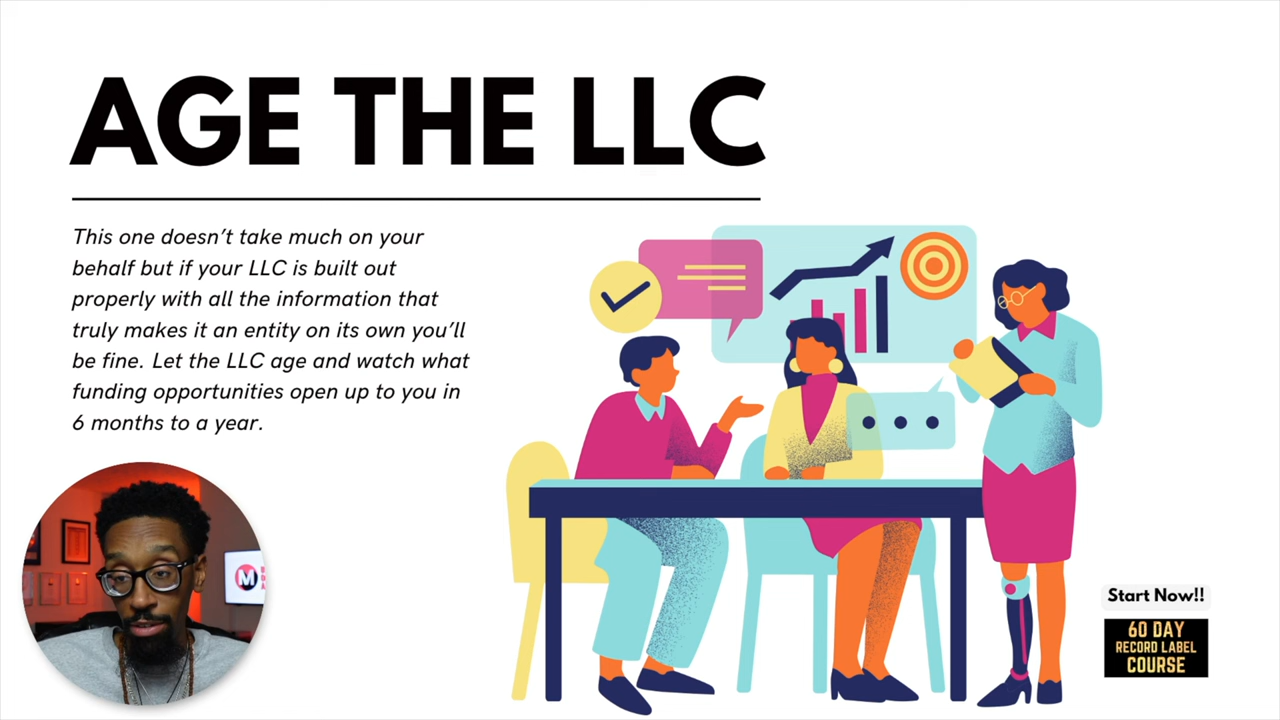 AGE THE LLC
This one doesn’t take much on your
behalf but if your LLC is built out
properly with all the information that
truly makes it an entity on its own you’ll
be fine. Let the LLC age and watch what
funding opportunities open up to you in
6 months to a year.
M
Start Now!!
60 DAY
RECORD LABEL
COURSE